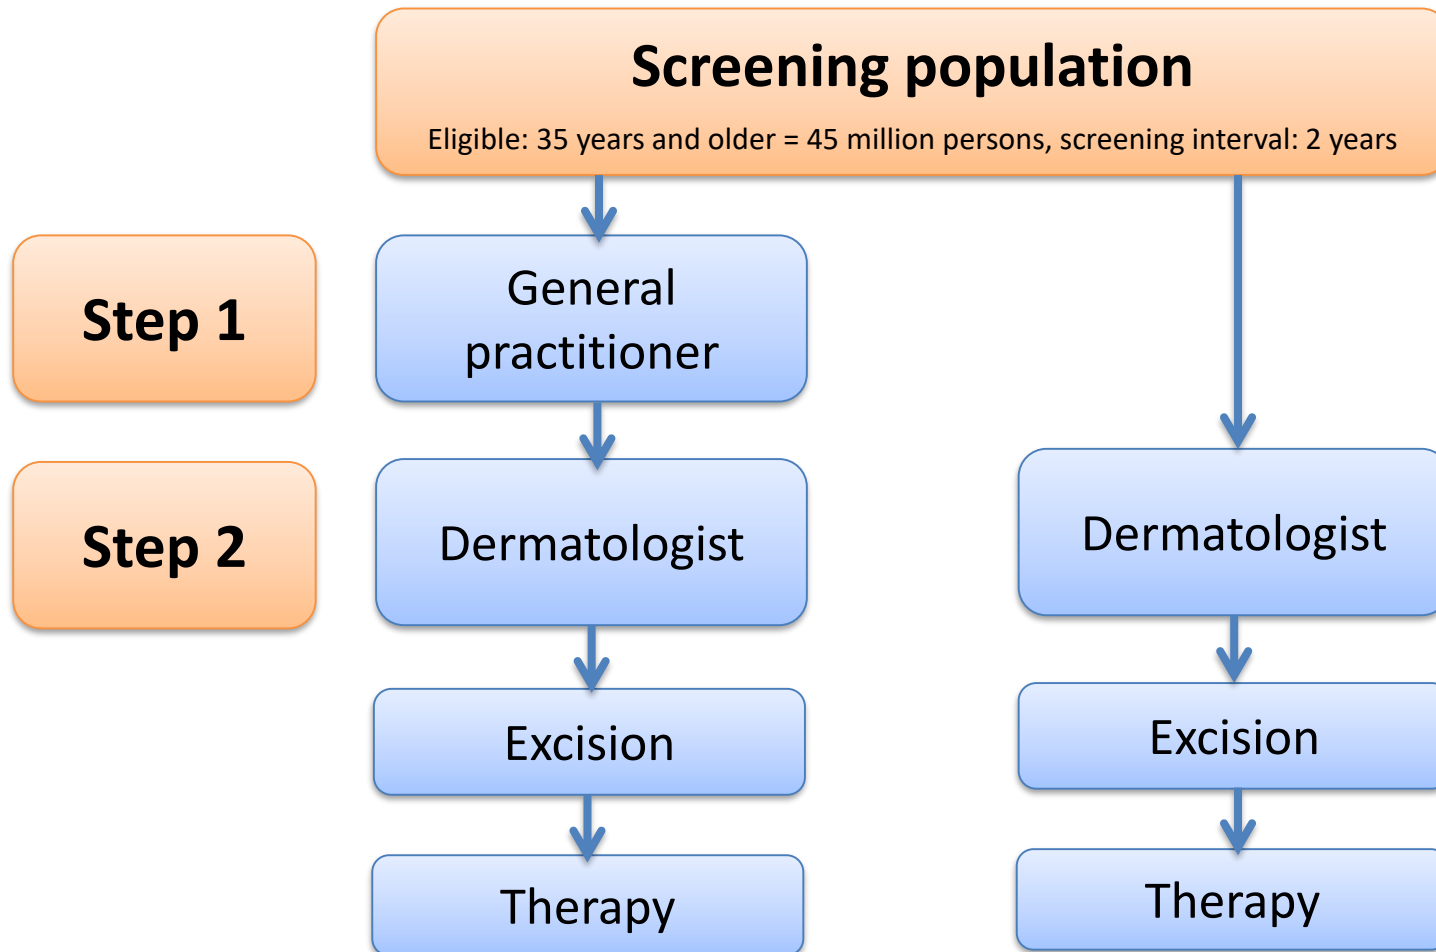 Screening population
Eligible: 35 years and older = 45 million persons, screening interval: 2 years
Step 1
General
practitioner
Step 2
Dermatologist
Dermatologist
Excision
Excision
Therapy
Therapy